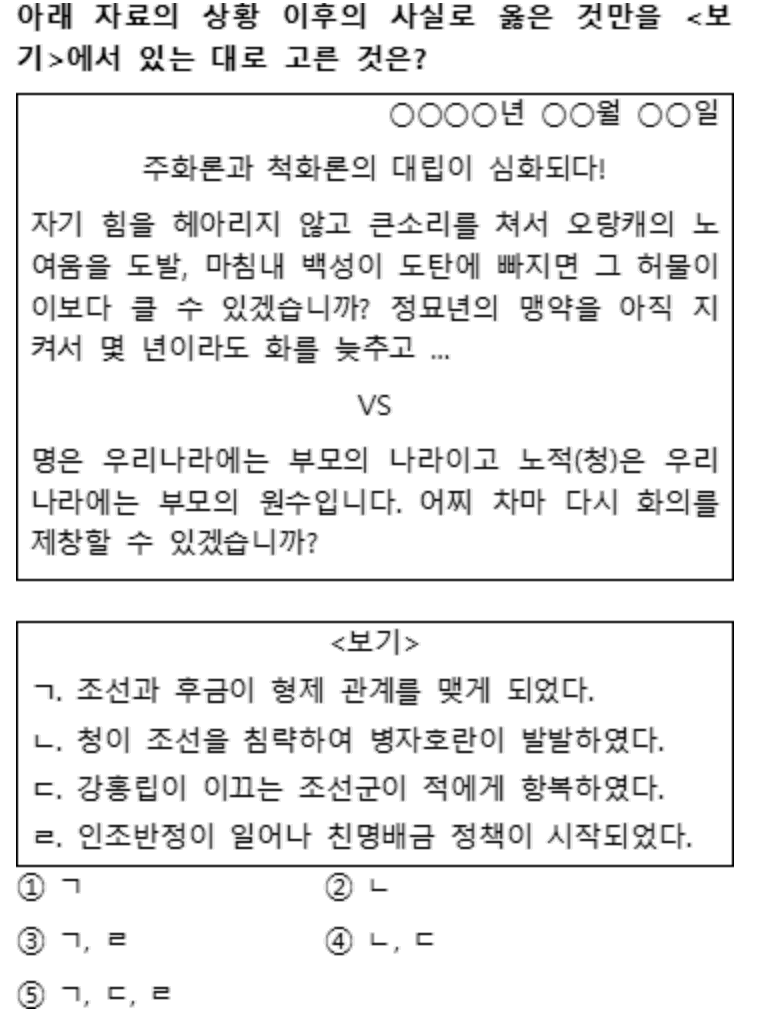 아래 자료의 상황 이후의 사실로 옳은 것만을 <보
기>에서 있는 대로 고른 것은?
○○○○년 ○○월 ○○일
주화론과 척화론의 대립이 심화되다!
자기 힘을 헤아리지 않고 큰소리를 쳐서 오랑캐의 노
여움을 도발, 마침내 백성이 도탄에 빠지면 그 허물이
이보다 클 수 있겠습니까? 정묘년의 맹약을 아직 지
켜서 몇 년이라도 화를 늦추고 ...
VS
명은 우리나라에는 부모의 나라이고 노적(청)은 우리
나라에는 부모의 원수입니다. 어찌 차마 다시 화의를
제창할 수 있겠습니까?
<보기>
ㄱ. 조선과 후금이 형제 관계를 맺게 되었다.
ㄴ. 청이 조선을 침략하여 병자호란이 발발하였다.
ㄷ. 강홍립이 이끄는 조선군이 적에게 항복하였다.
ㄹ. 인조반정이 일어나 친명배금 정책이 시작되었다.
① ㄱ ② ㄴ
③ ㄱ, ㄹ ④ ㄴ, ㄷ
⑤ ㄱ, ㄷ, ㄹ